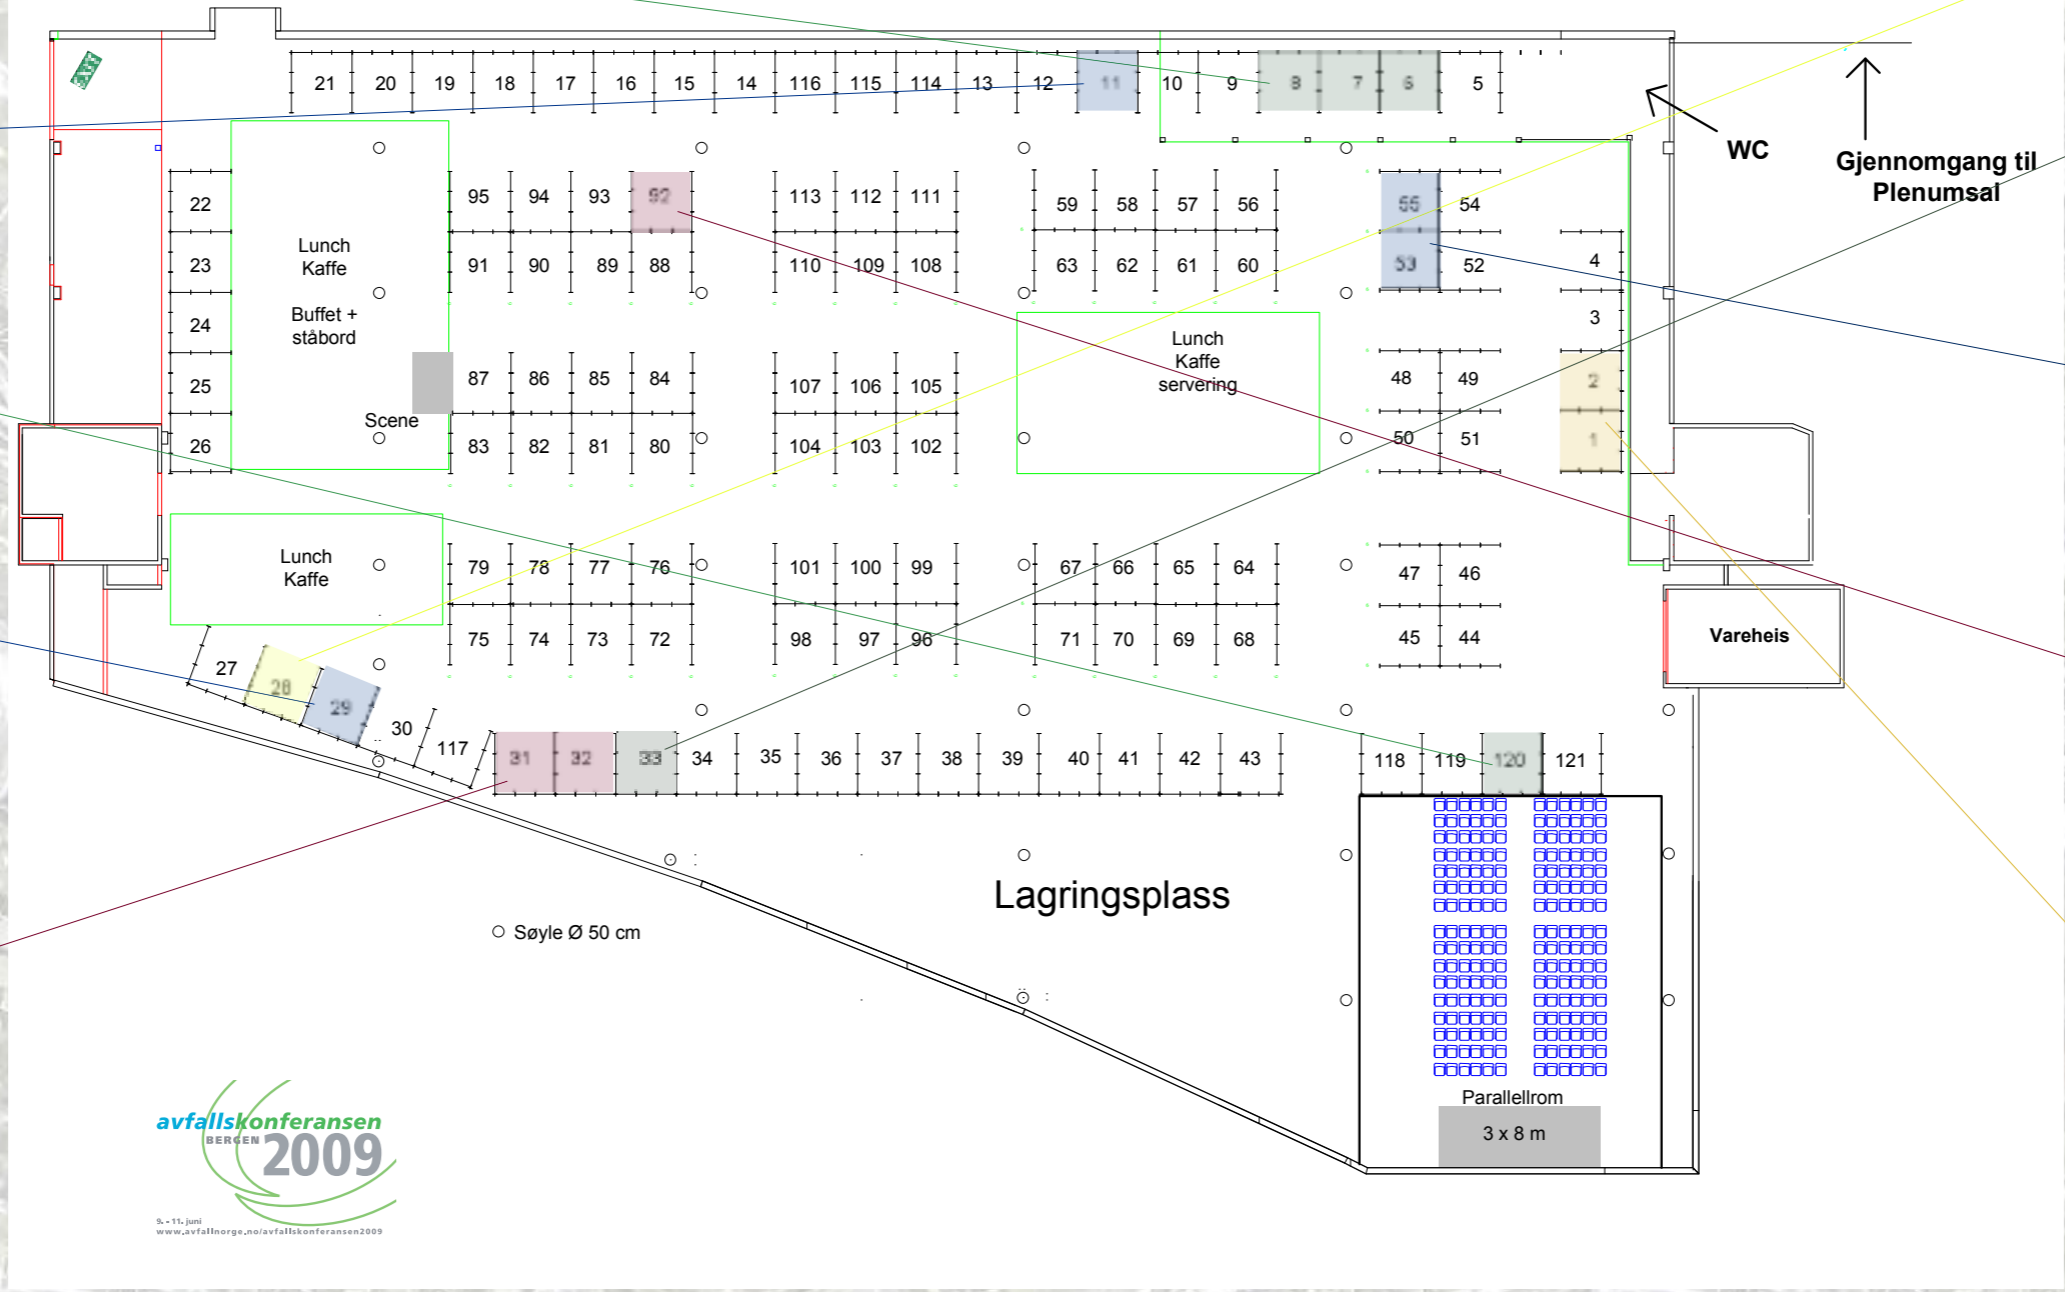 21 20 19 18 17 16 15 14 116 115 114 13 12 11 10 9 8 7 6 5
WC
Gjennomgang til
Plenumsal
22
23
24
25
26
Lunch
Kaffe
Buffet +
ståbord
Scene
95 94 93 92
91 90 89 88
113 112 111
110 109 108
59 58 57 56
63 62 61 60
55 54
53 52
4
3
2
1
87 86 85 84
83 82 81 80
107 106 105
104 103 102
Lunch
Kaffe
servering
48 49
50 51
Lunch
Kaffe
79 78 77 76
75 74 73 72
101 100 99
98 97 96
67 66 65 64
71 70 69 68
47 46
45 44
Vareheis
27 28 29 30 117
31 32 33 34 35 36 37 38 39 40 41 42 43
118 119 120 121
Lagringsplass
Søyle Ø 50 cm
Parallellrom
3 x 8 m
avfallskonferansen
BERGEN 2009
9. - 11. juni
www.avfallnorge.no/avfallskonferansen2009